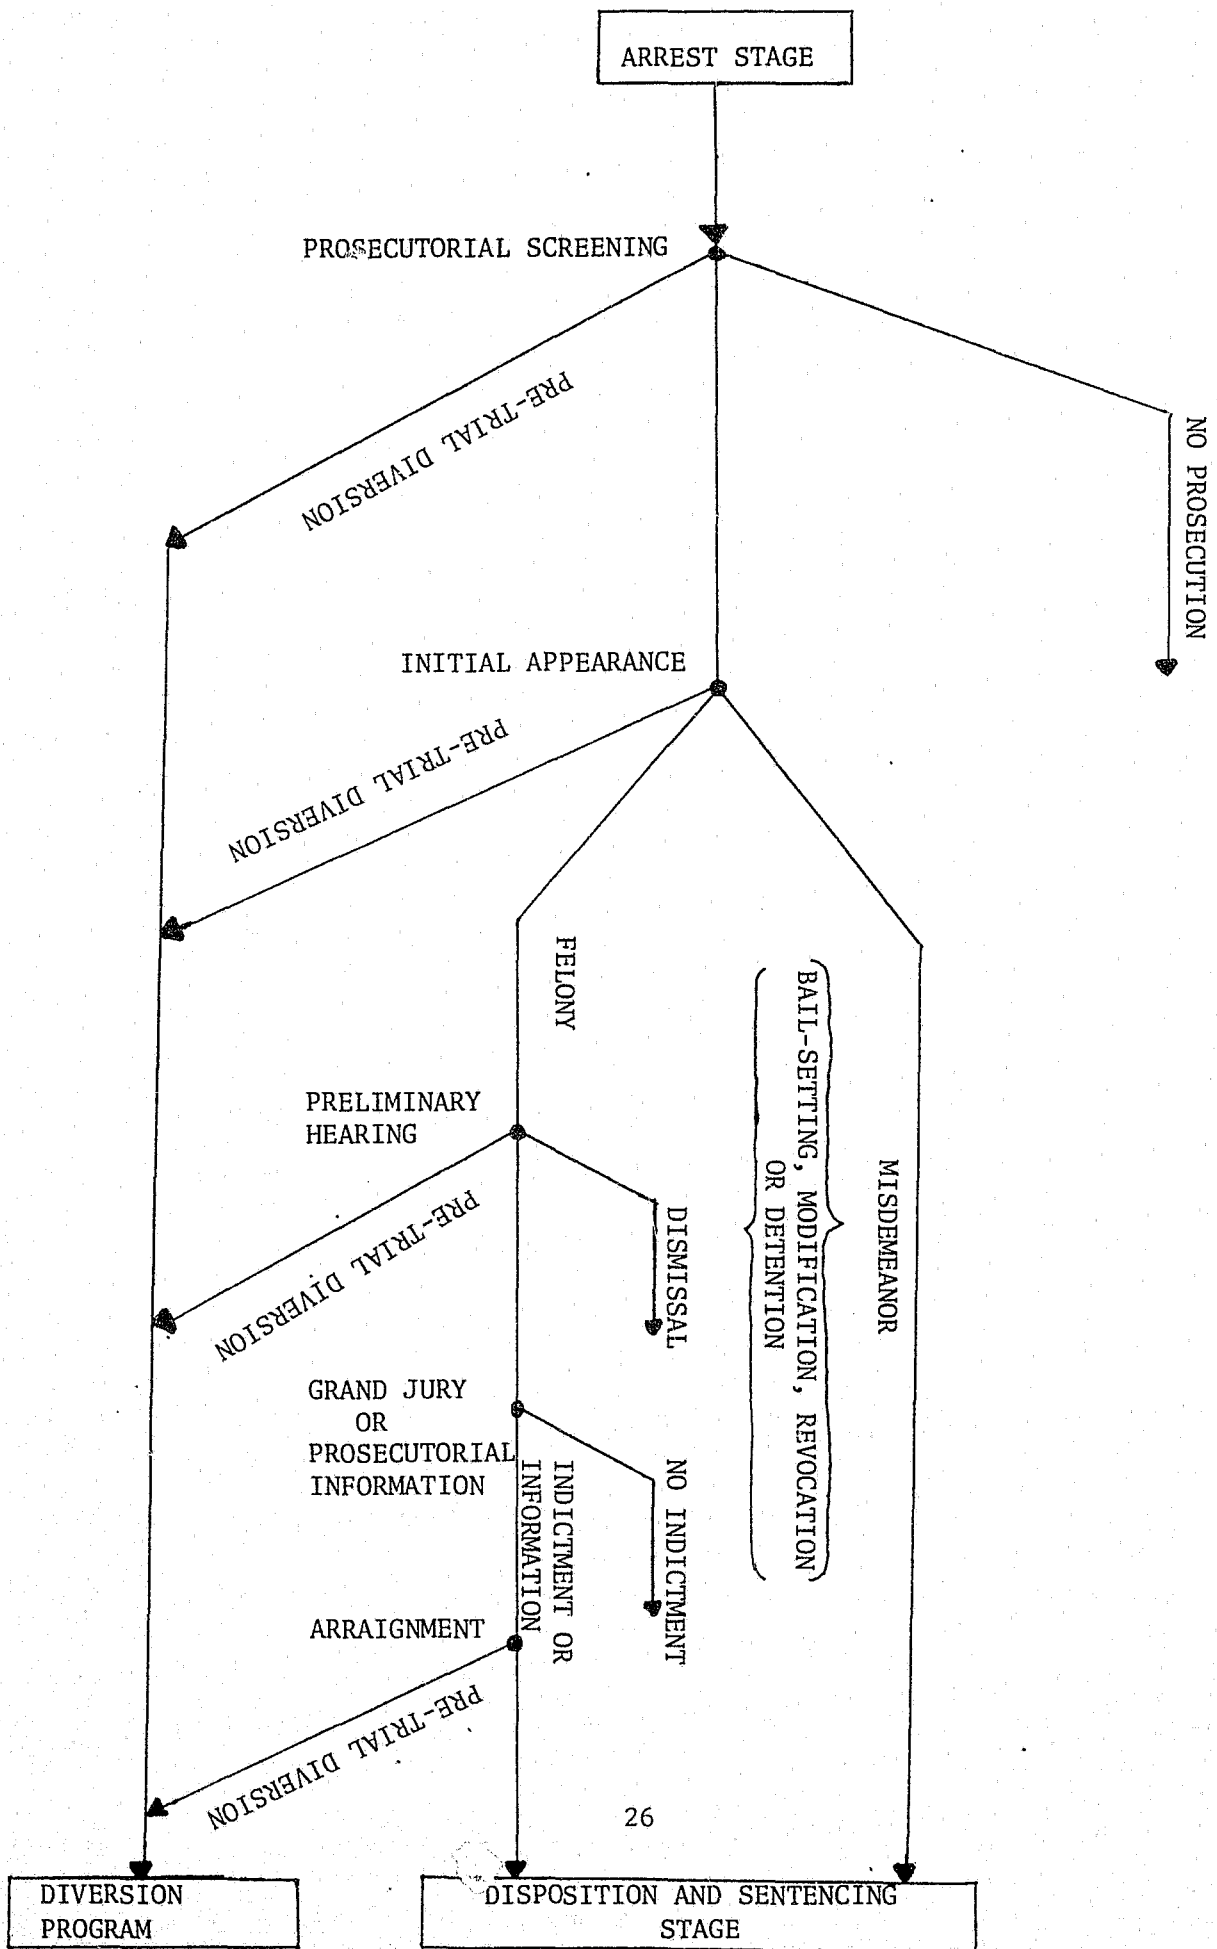 ARREST STAGE
PROSECUTORIAL SCREENING
PRE-TRIAL DIVERSION
NO PROSECUTION
INITIAL APPEARANCE
PRE-TRIAL DIVERSION
FELONY
BAIL-SETTING, MODIFICATION, REVOCATION
OR DETENTION
MISDEMEANOR
PRELIMINARY
HEARING
PRE-TRIAL DIVERSION
DISMISSAL
GRAND JURY
OR
PROSECUTORIAL
INFORMATION
INDICTMENT OR
INFORMATION
NO INDICTMENT
ARRAIGNMENT
PRE-TRIAL DIVERSION
26
DIVERSION
PROGRAM
DISPOSITION AND SENTENCING
STAGE